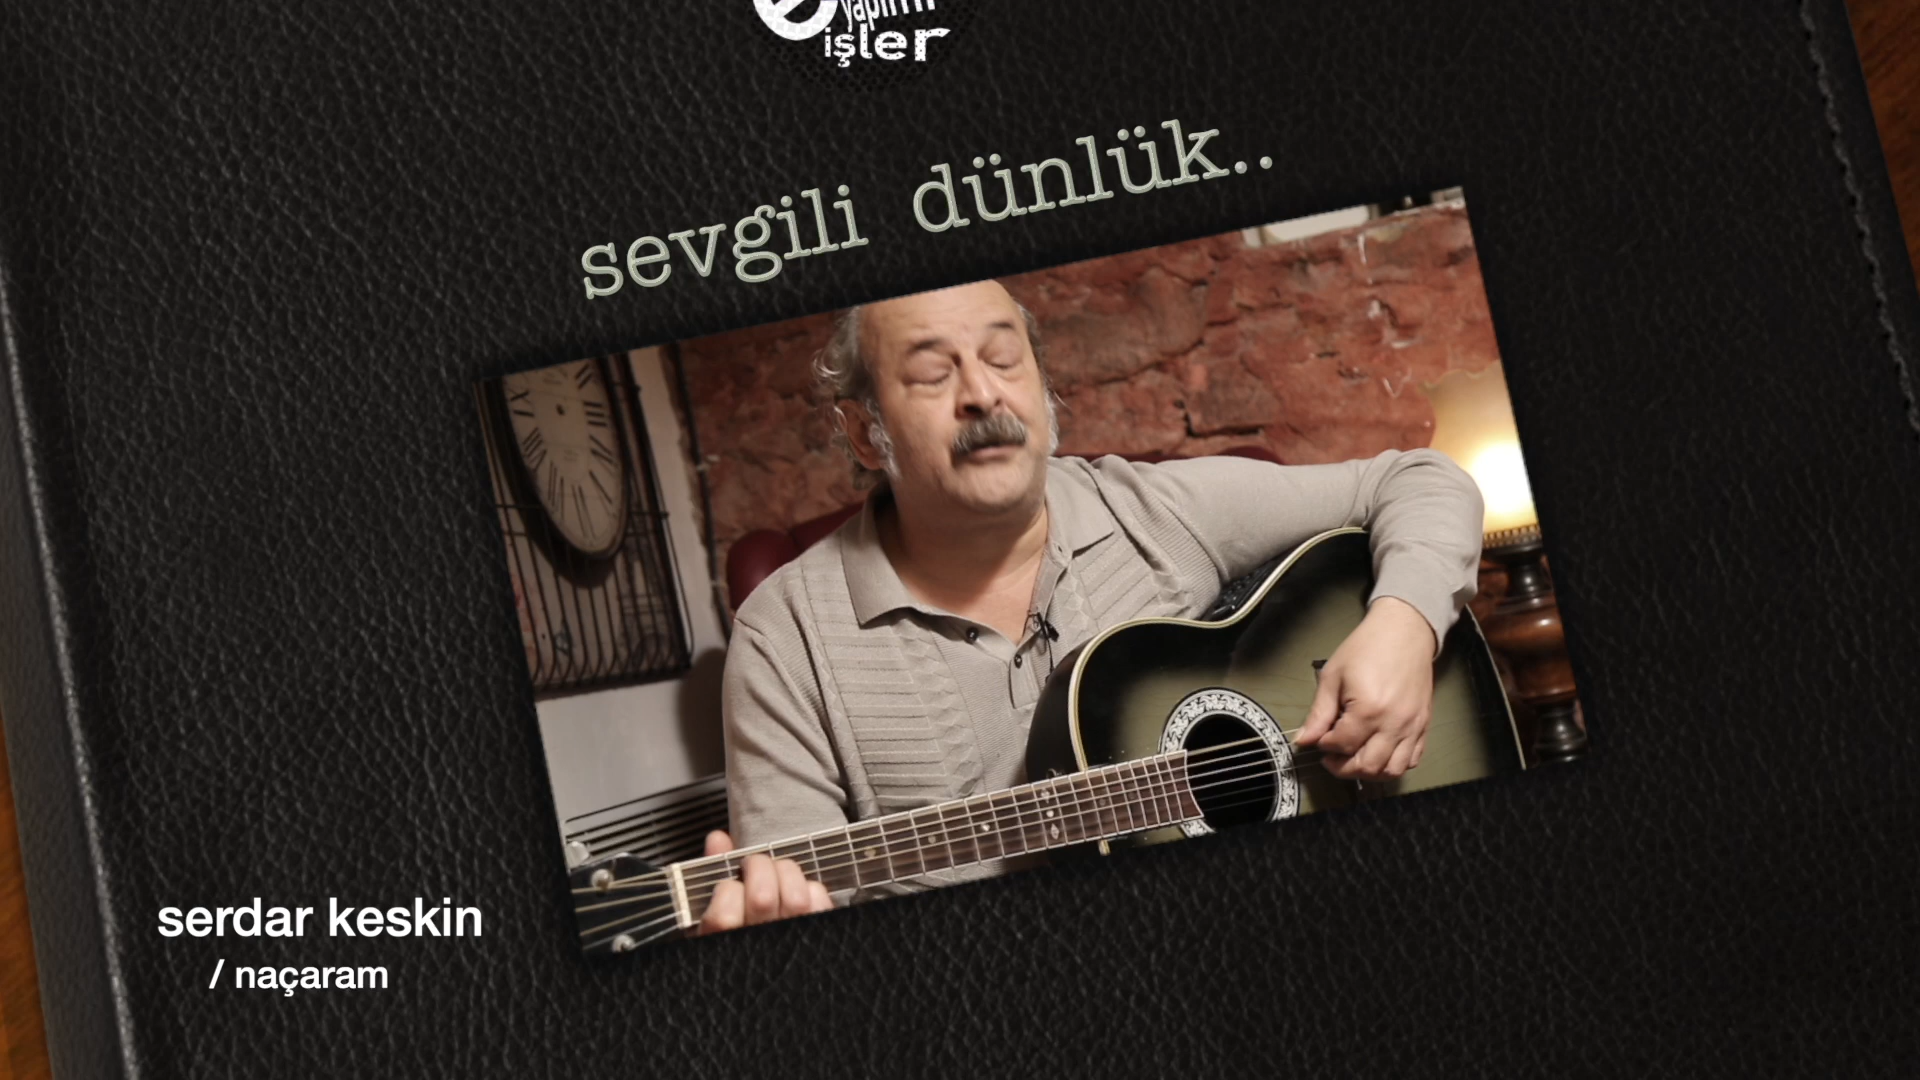 yapım
işler
sevgili dünlük..
serdar keskin
/ naçaram